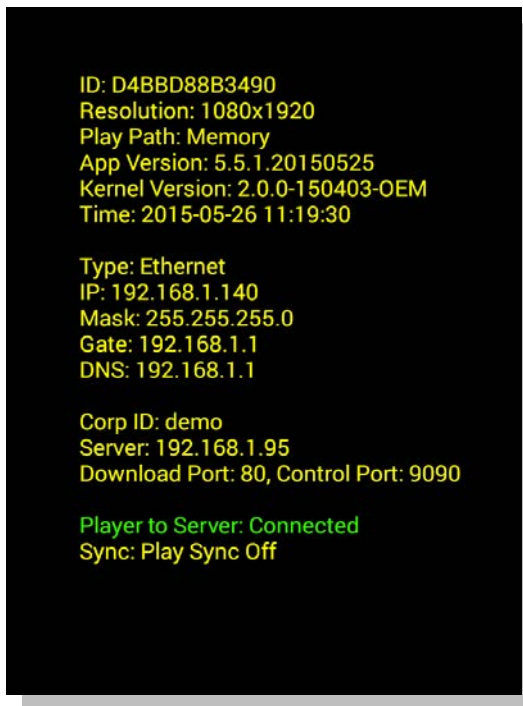 ID: D4BBD88B3490
Resolution: 1080x1920
Play Path: Memory
App Version: 5.5.1.20150525
Kernel Version: 2.0.0-150403-OEM
Time: 2015-05-26 11:19:30
Type: Ethernet
IP: 192.168.1.140
Mask: 255.255.255.0
Gate: 192.168.1.1
DNS: 192.168.1.1
Corp ID: demo
Server: 192.168.1.95
Download Port: 80, Control Port: 9090
Player to Server: Connected
Sync: Play Sync Off